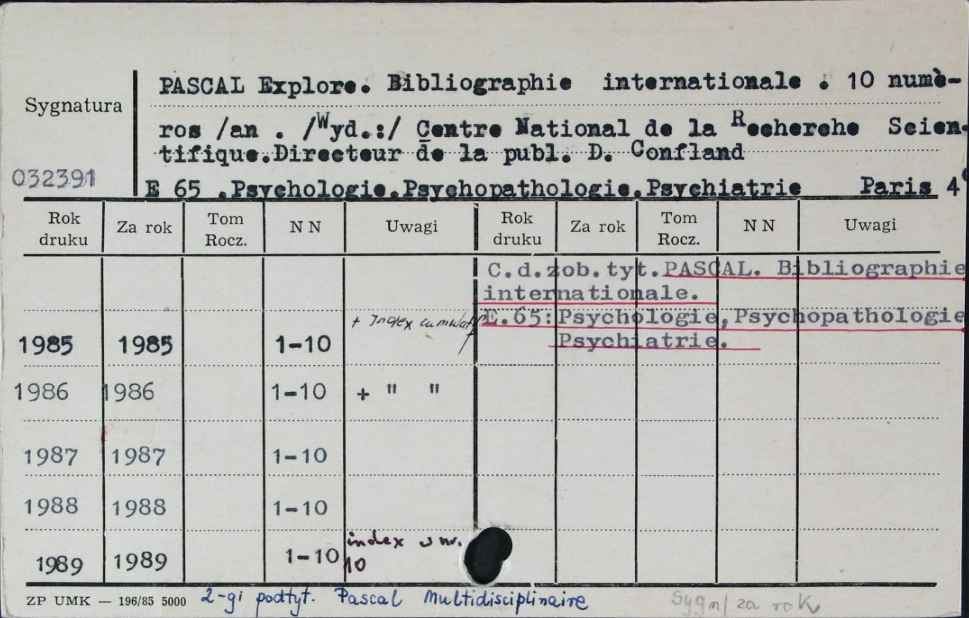 Sygnatura
PASCAL Explore. Bibliographie internationale . 10 numè-
ros /an . /Wyd.:/ Centre National de la Recherche Scien-
tifique.Directeur de la publ. D. Confland
032391
E 65 .Psychologie.Psychopathologie.Psychiatrie Paris 4°
Rok druku Za rok Tom Rocz. NN Uwagi Rok druku Za rok Tom Rocz. NN Uwagi
C.d.zob.tyt.PASCAL. Bibliographie
internationale.
E.65:Psychologie,Psychopathologie
Psychiatrie.
+ Index
1985 1985 1-10
1986 1986 1-10 + " "
1987 1987 1-10
1988 1988 1-10
1989 1989 1-10 index w nr. 10
ZP UMK — 196/85 5000 2-gi podtyt. Pascal Multidisciplinaire Sygn/za rok